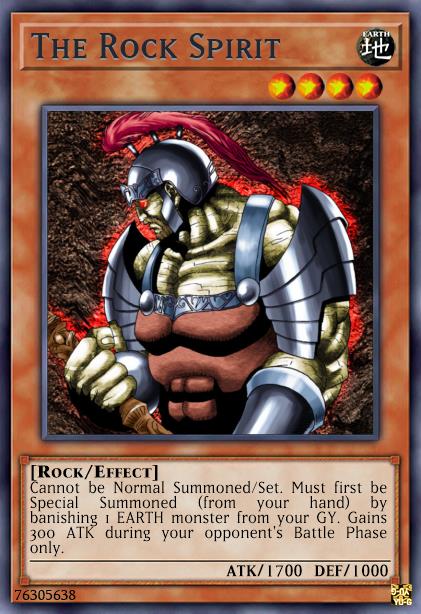 THE ROCK SPIRIT
EARTH
地
[ROCK/EFFECT]
Cannot be Normal Summoned/Set. Must first be
Special Summoned (from your hand) by
banishing 1 EARTH monster from your GY. Gains
300 ATK during your opponent's Battle Phase
only.
ATK/1700 DEF/1000
76305638